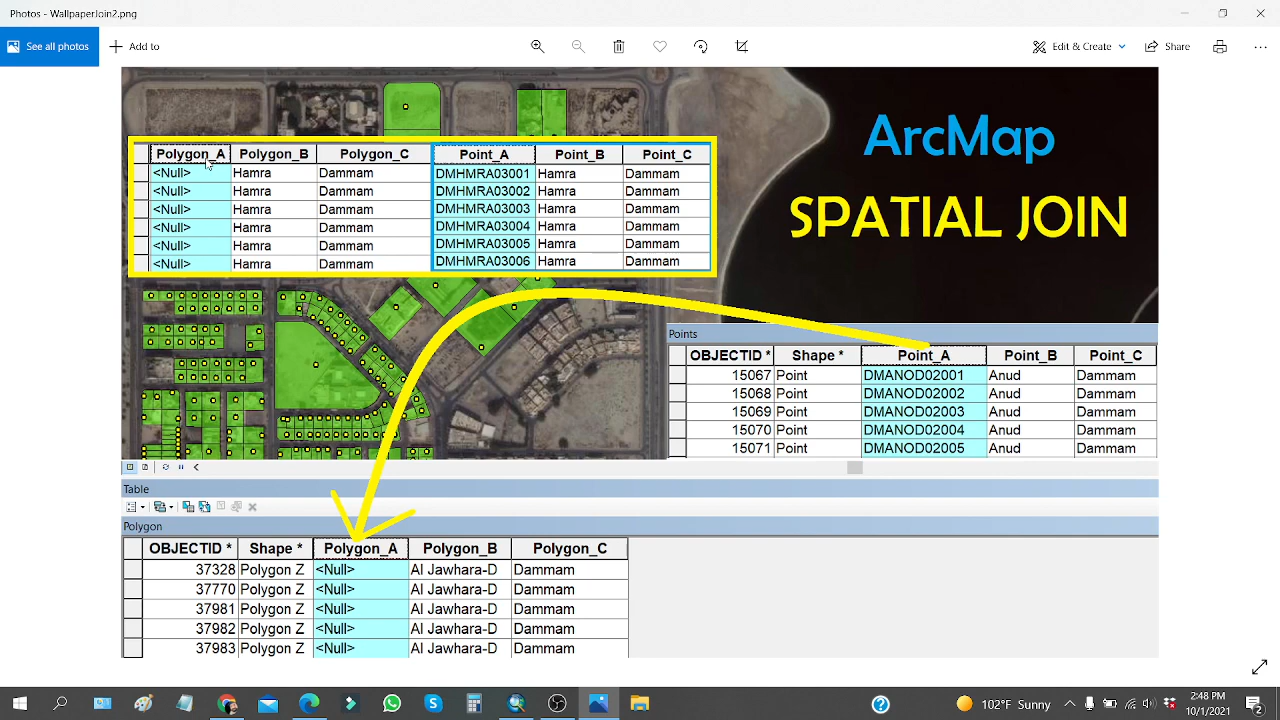 Photos - WallpaperJoin2.png
See all photos
Add to
Edit & Create
Share
ArcMap
SPATIAL JOIN
Polygon_A Polygon_B Polygon_C Point_A Point_B Point_C
<Null> Hamra Dammam DMHMRA03001 Hamra Dammam
<Null> Hamra Dammam DMHMRA03002 Hamra Dammam
<Null> Hamra Dammam DMHMRA03003 Hamra Dammam
<Null> Hamra Dammam DMHMRA03004 Hamra Dammam
<Null> Hamra Dammam DMHMRA03005 Hamra Dammam
<Null> Hamra Dammam DMHMRA03006 Hamra Dammam
Points
OBJECTID * Shape * Point_A Point_B Point_C
15067 Point DMANOD02001 Anud Dammam
15068 Point DMANOD02002 Anud Dammam
15069 Point DMANOD02003 Anud Dammam
15070 Point DMANOD02004 Anud Dammam
15071 Point DMANOD02005 Anud Dammam
Table
Polygon
OBJECTID * Shape * Polygon_A Polygon_B Polygon_C
37328 Polygon Z <Null> Al Jawhara-D Dammam
37770 Polygon Z <Null> Al Jawhara-D Dammam
37981 Polygon Z <Null> Al Jawhara-D Dammam
37982 Polygon Z <Null> Al Jawhara-D Dammam
37983 Polygon Z <Null> Al Jawhara-D Dammam
102°F Sunny
2:48 PM
10/1/2021
2